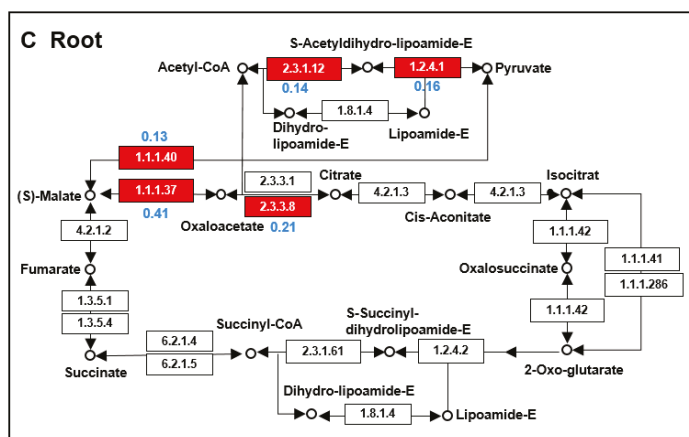 C Root
S-Acetyldihydro-lipoamide-E
Acetyl-CoA
2.3.1.12
1.2.4.1
Pyruvate
0.14
0.16
1.8.1.4
Dihydro-
lipoamide-E
Lipoamide-E
0.13
1.1.1.40
(S)-Malate
1.1.1.37
0.41
Oxaloacetate
2.3.3.1
2.3.3.8
0.21
Citrate
4.2.1.3
Cis-Aconitate
4.2.1.3
Isocitrat
4.2.1.2
1.1.1.42
1.1.1.41
1.1.1.286
Fumarate
Oxalosuccinate
1.3.5.1
1.3.5.4
1.1.1.42
Succinyl-CoA
S-Succinyl-
dihydrolipoamide-E
6.2.1.4
6.2.1.5
2.3.1.61
1.2.4.2
Succinate
2-Oxo-glutarate
Dihydro-lipoamide-E
1.8.1.4
Lipoamide-E